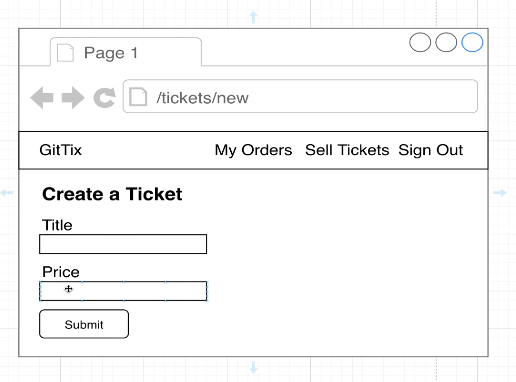 Page 1
/tickets/new
GitTix My Orders Sell Tickets Sign Out
Create a Ticket
Title
Price
Submit